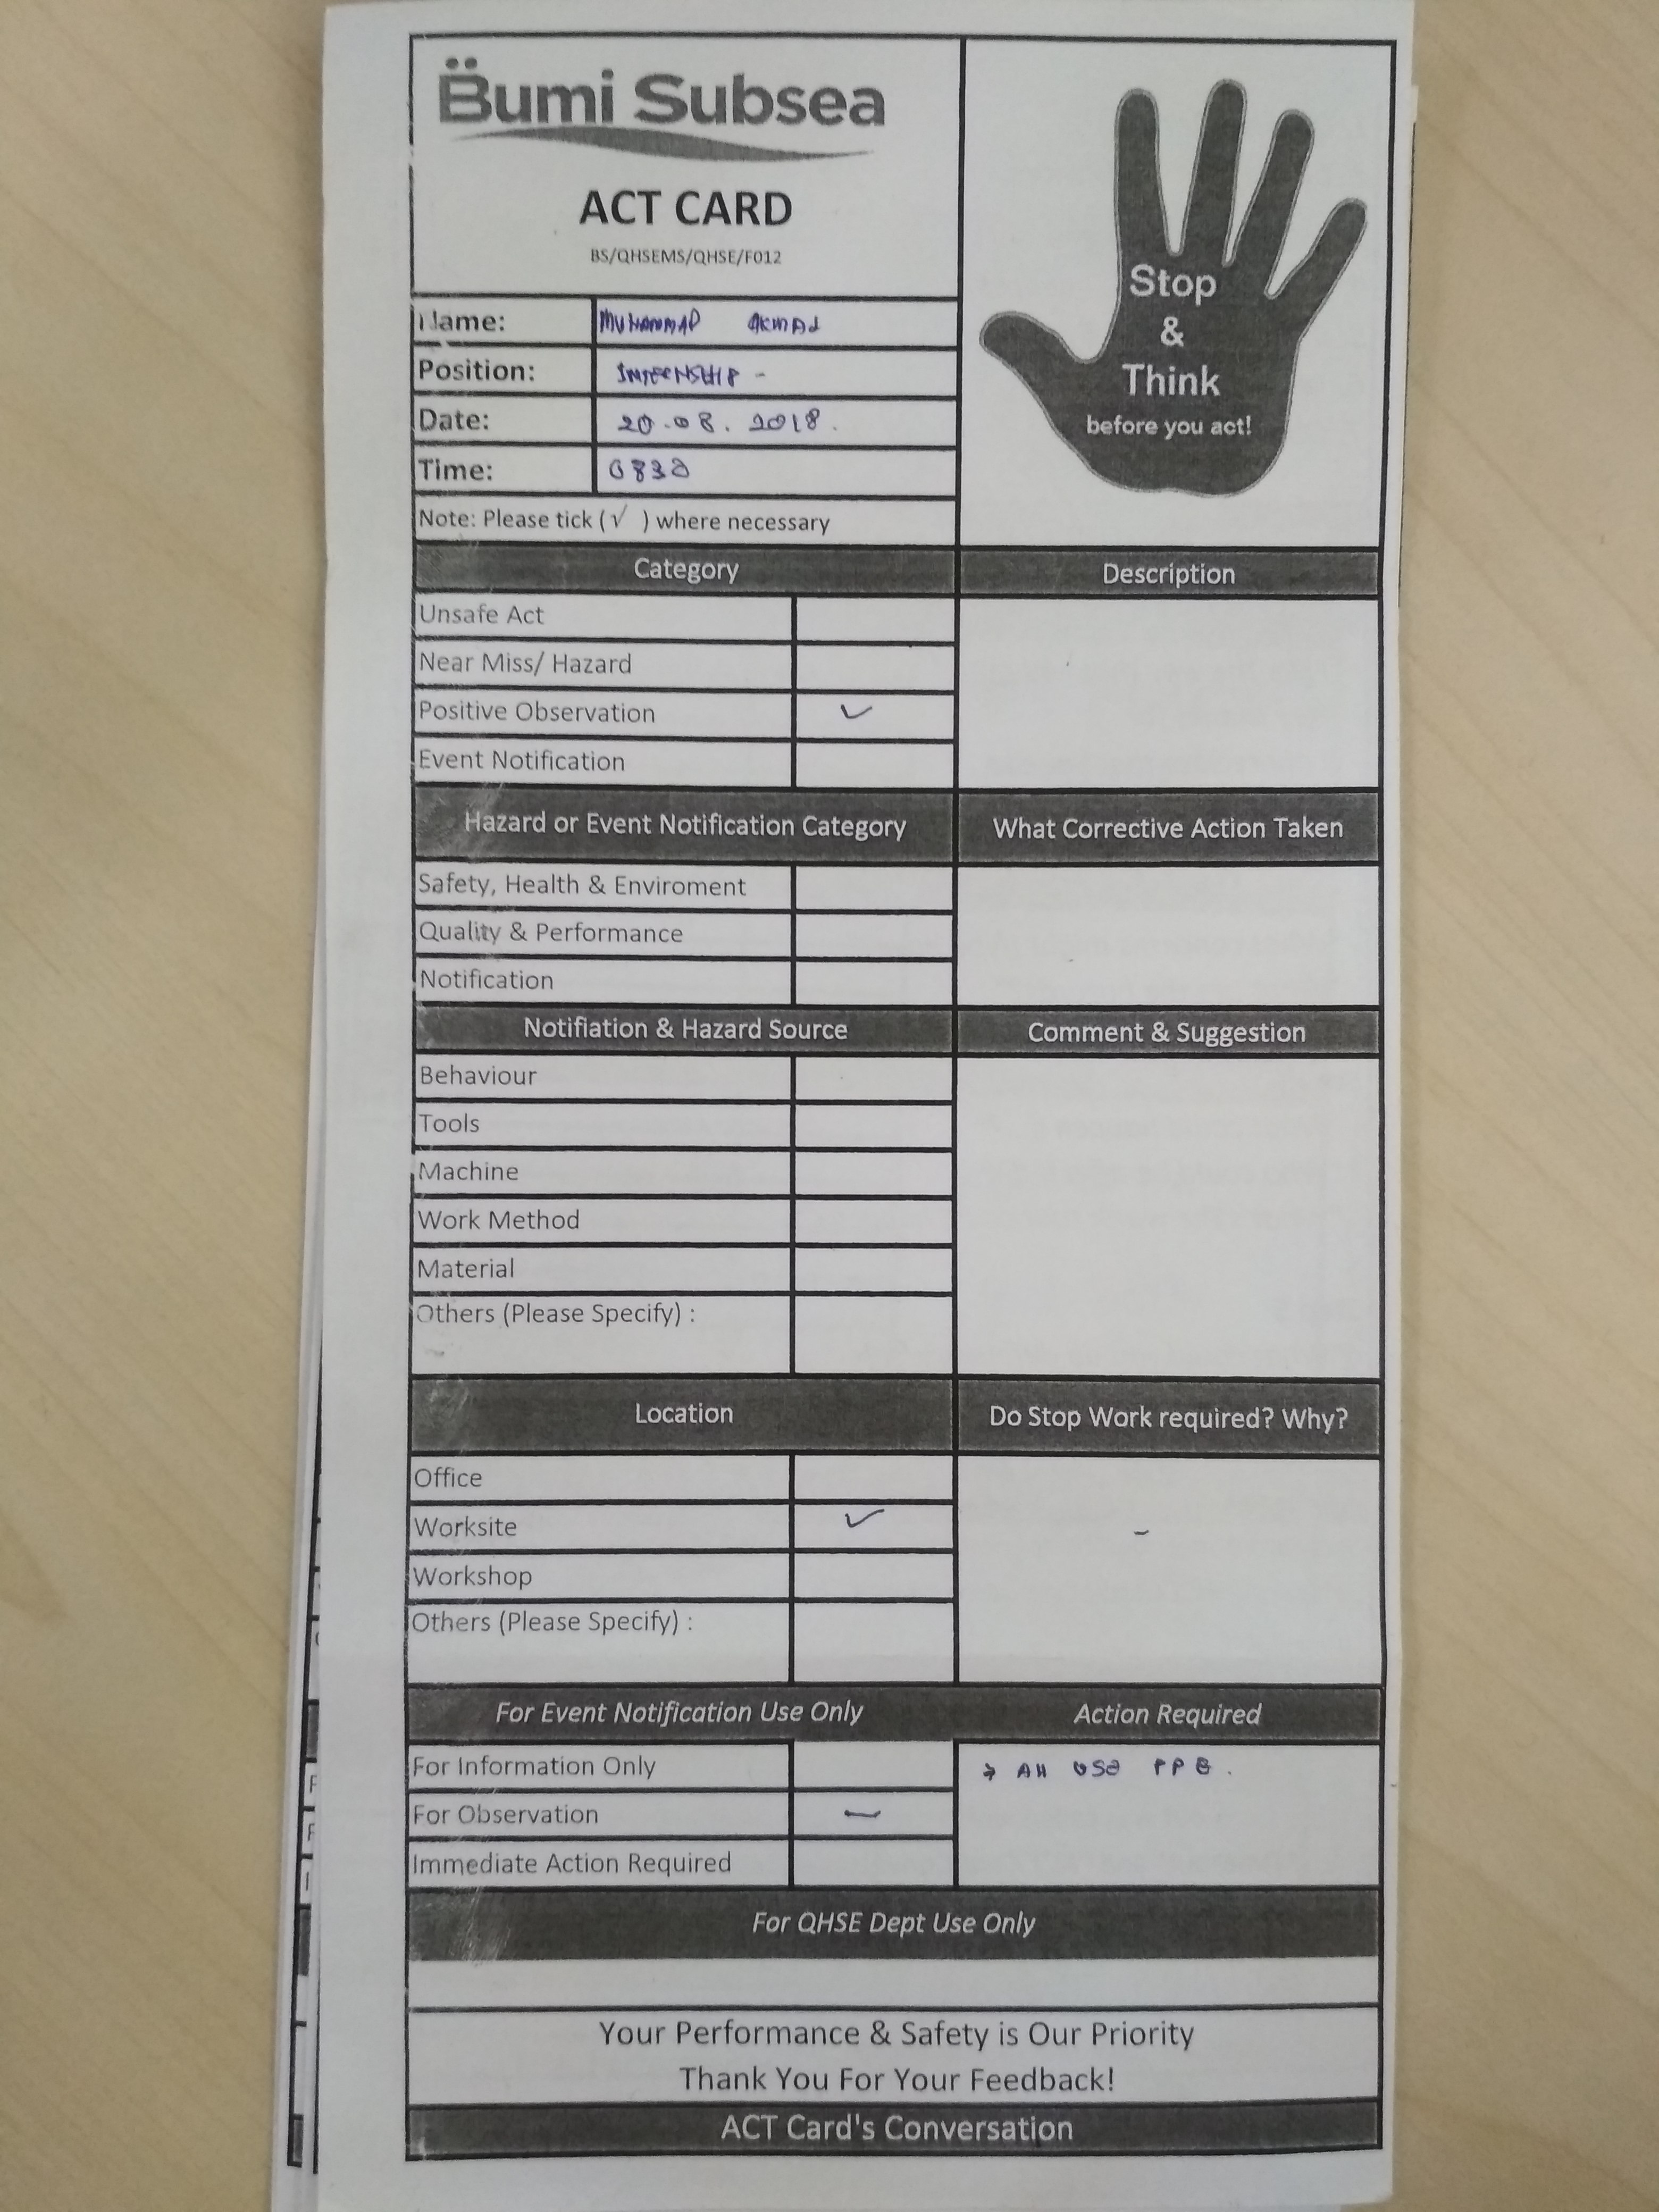 Bumi Subsea
ACT CARD
BS/QHSEMS/QHSE/F012
Stop
&
Think
before you act!
Name: MUHAMMAD AKMAL
Position: INTERNSHIP -
Date: 20.08.2018.
Time: 0830
Note: Please tick (√ ) where necessary
Category
Description
Unsafe Act
Near Miss/ Hazard
Positive Observation ✓
Event Notification
Hazard or Event Notification Category
What Corrective Action Taken
Safety, Health & Enviroment
Quality & Performance
Notification
Notifiation & Hazard Source
Comment & Suggestion
Behaviour
Tools
Machine
Work Method
Material
Others (Please Specify) :
Location
Do Stop Work required? Why?
Office
Worksite ✓
-
Workshop
Others (Please Specify) :
For Event Notification Use Only
Action Required
For Information Only
→ All USE PPE.
For Observation -
Immediate Action Required
For QHSE Dept Use Only
Your Performance & Safety is Our Priority
Thank You For Your Feedback!
ACT Card's Conversation